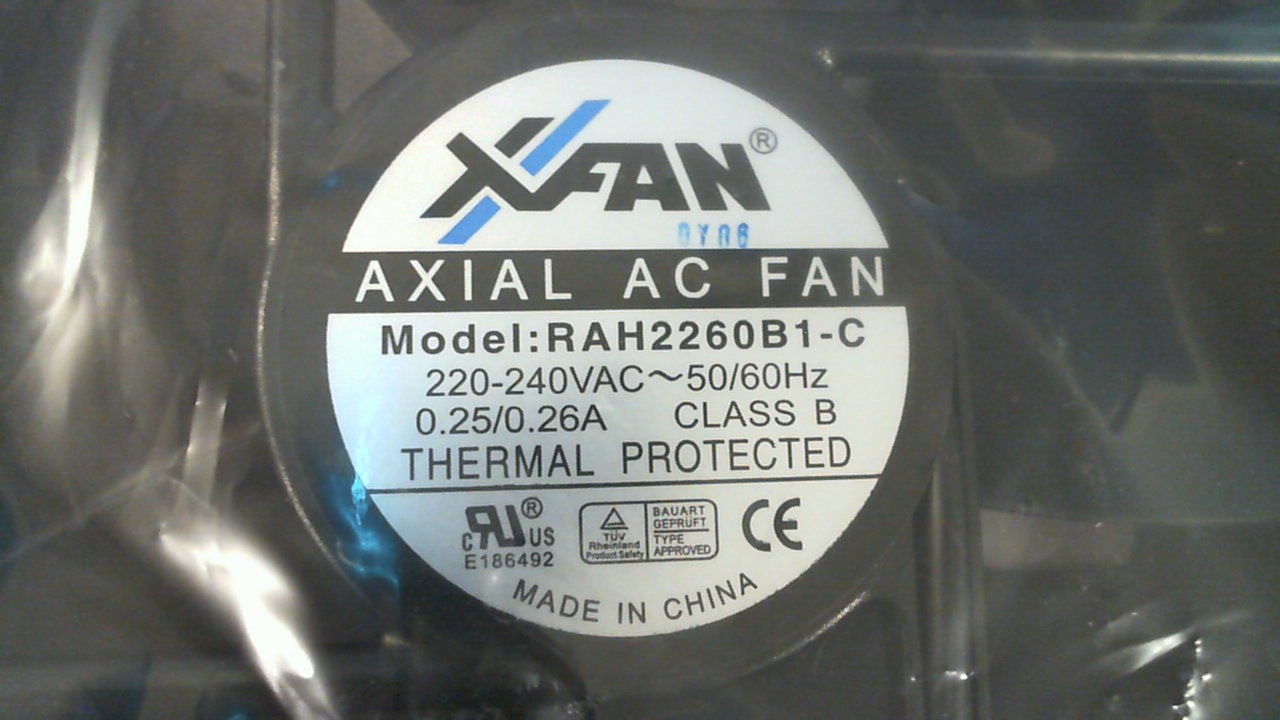 XFAN®
0Y06
AXIAL AC FAN
Model:RAH2260B1-C
220-240VAC～50/60Hz
0.25/0.26A CLASS B
THERMAL PROTECTED
c RU ® US
E186492
TÜV
Rheinland
Product Safety
BAUART
GEPRÜFT
TYPE
APPROVED
CE
MADE IN CHINA